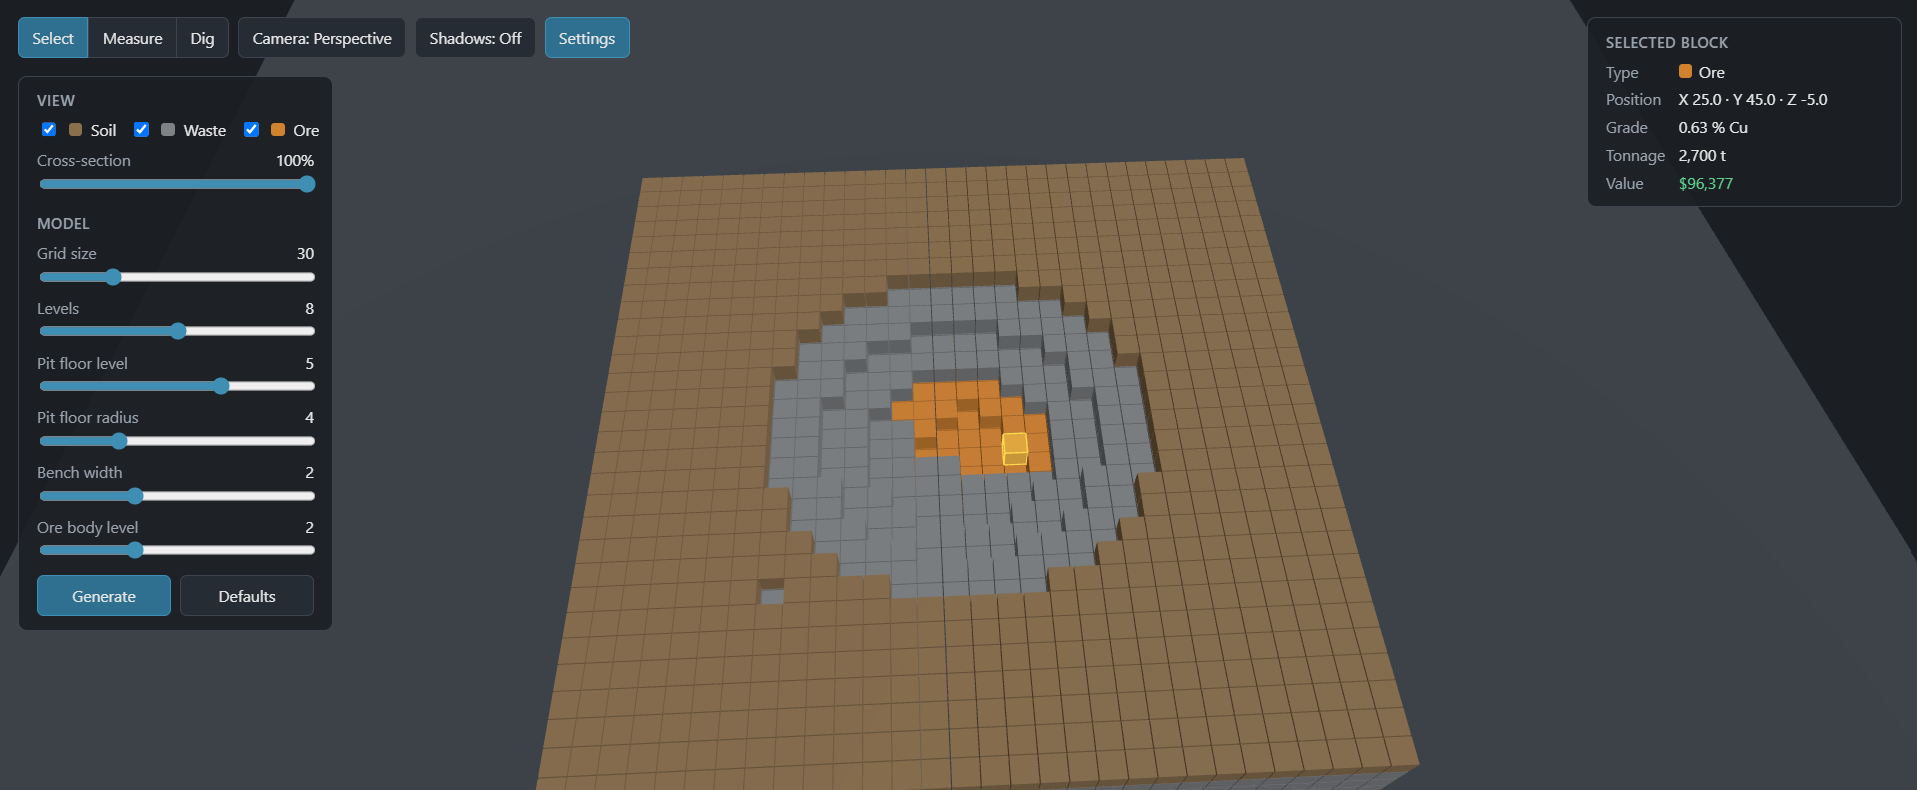 Select Measure Dig Camera: Perspective Shadows: Off Settings
VIEW
Soil Waste Ore
Cross-section 100%
MODEL
Grid size 30
Levels 8
Pit floor level 5
Pit floor radius 4
Bench width 2
Ore body level 2
Generate Defaults
SELECTED BLOCK
Type Ore
Position X 25.0 · Y 45.0 · Z -5.0
Grade 0.63 % Cu
Tonnage 2,700 t
Value $96,377